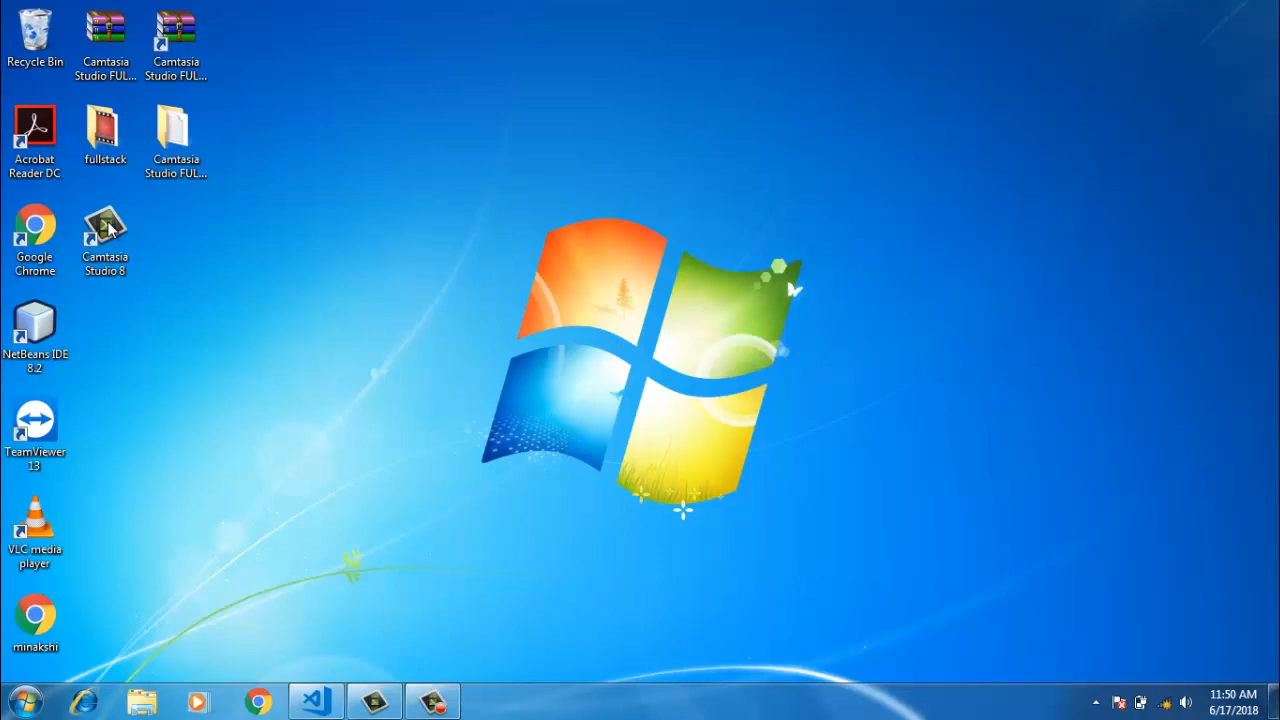 Recycle Bin
Camtasia
Studio FUL...
Camtasia
Studio FUL...
Acrobat
Reader DC
fullstack
Camtasia
Studio FUL...
Google
Chrome
Camtasia
Studio 8
NetBeans IDE
8.2
TeamViewer
13
VLC media
player
minakshi
11:50 AM
6/17/2018